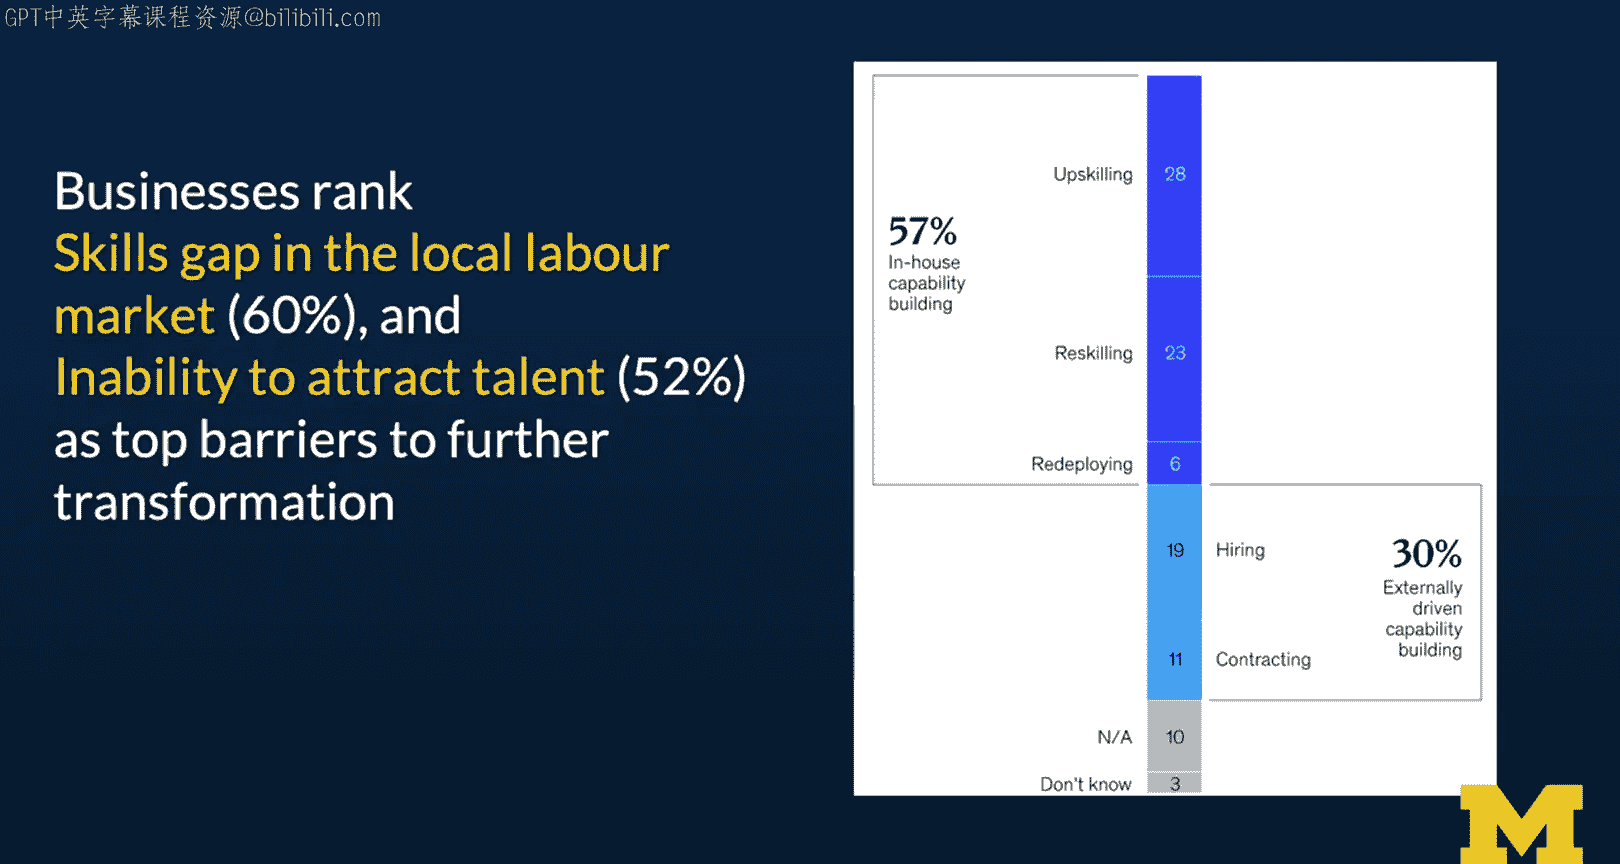 GPT中英字幕课程资源@bilibili.com
Businesses rank
Skills gap in the local labour
market (60%), and
Inability to attract talent (52%)
as top barriers to further
transformation
Upskilling 28
57%
In-house
capability
building
Reskilling 23
Redeploying 6
19 Hiring
30%
Externally
driven
capability
building
11 Contracting
N/A 10
Don't know 3
M